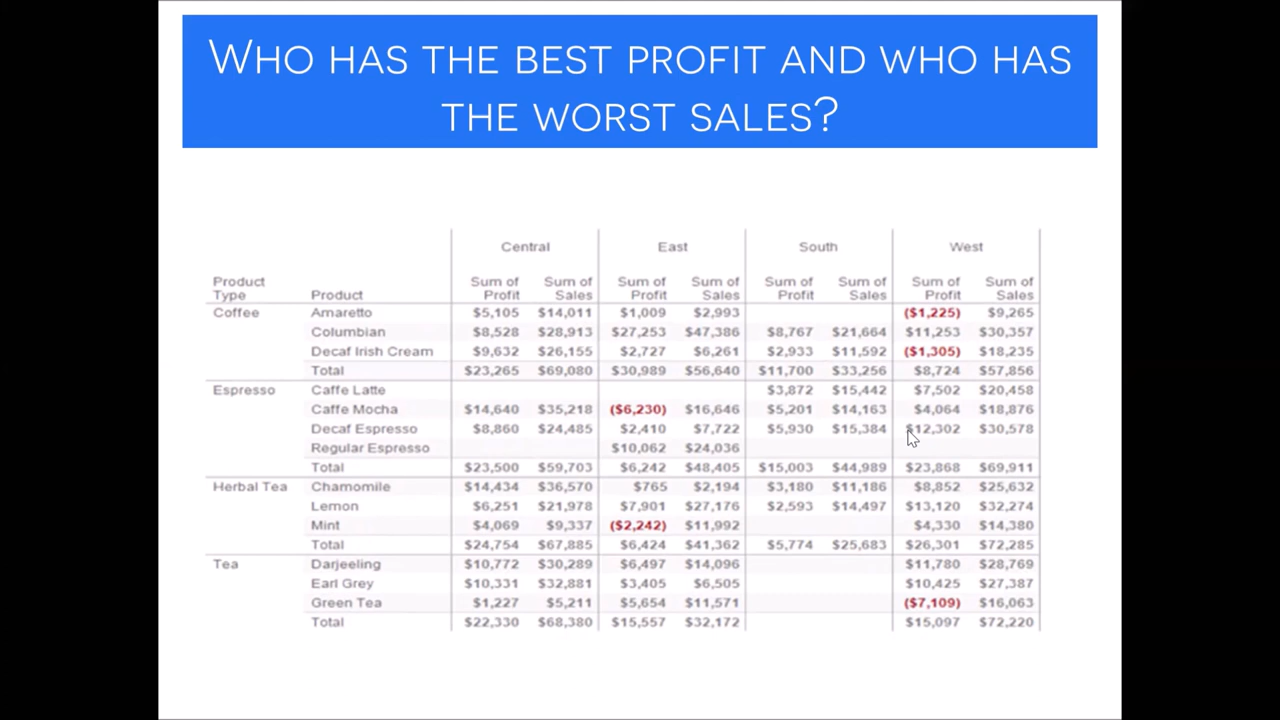 WHO HAS THE BEST PROFIT AND WHO HAS
THE WORST SALES?
Central East South West
Product Type Product Sum of Profit Sum of Sales Sum of Profit Sum of Sales Sum of Profit Sum of Sales Sum of Profit Sum of Sales
Coffee Amaretto $5,105 $14,011 $1,009 $2,993 ($1,225) $9,265
Columbian $8,528 $28,913 $27,253 $47,386 $8,767 $21,664 $11,253 $30,357
Decaf Irish Cream $9,632 $26,155 $2,727 $6,261 $2,933 $11,592 ($1,305) $18,235
Total $23,265 $69,080 $30,989 $56,640 $11,700 $33,256 $8,724 $57,856
Espresso Caffe Latte $3,872 $15,442 $7,502 $20,458
Caffe Mocha $14,640 $35,218 ($6,230) $16,646 $5,201 $14,163 $4,064 $18,876
Decaf Espresso $8,860 $24,485 $2,410 $7,722 $5,930 $15,384 $12,302 $30,578
Regular Espresso $10,062 $24,036
Total $23,500 $59,703 $6,242 $48,405 $15,003 $44,989 $23,868 $69,911
Herbal Tea Chamomile $14,434 $36,570 $765 $2,194 $3,180 $11,186 $8,852 $25,632
Lemon $6,251 $21,978 $7,901 $27,176 $2,593 $14,497 $13,120 $32,274
Mint $4,069 $9,337 ($2,242) $11,992 $4,330 $14,380
Total $24,754 $67,885 $6,424 $41,362 $5,774 $25,683 $26,301 $72,285
Tea Darjeeling $10,772 $30,289 $6,497 $14,096 $11,780 $28,769
Earl Grey $10,331 $32,881 $3,405 $6,505 $10,425 $27,387
Green Tea $1,227 $5,211 $5,654 $11,571 ($7,109) $16,063
Total $22,330 $68,380 $15,557 $32,172 $15,097 $72,220